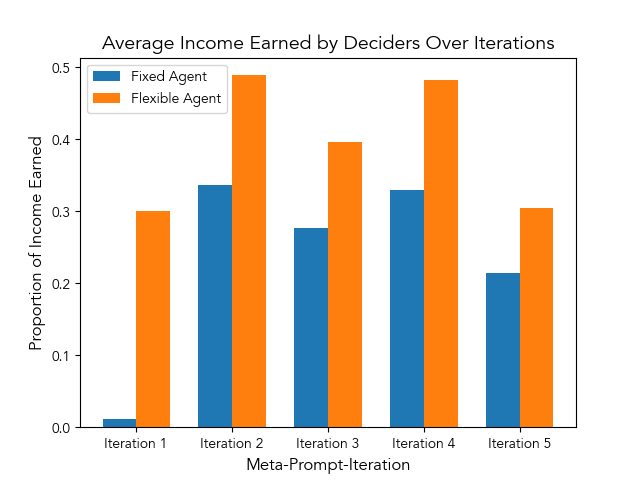 Average Income Earned by Deciders Over Iterations
Fixed Agent
Flexible Agent
Proportion of Income Earned
0.5
0.4
0.3
0.2
0.1
0.0
Iteration 1
Iteration 2
Iteration 3
Iteration 4
Iteration 5
Meta-Prompt-Iteration